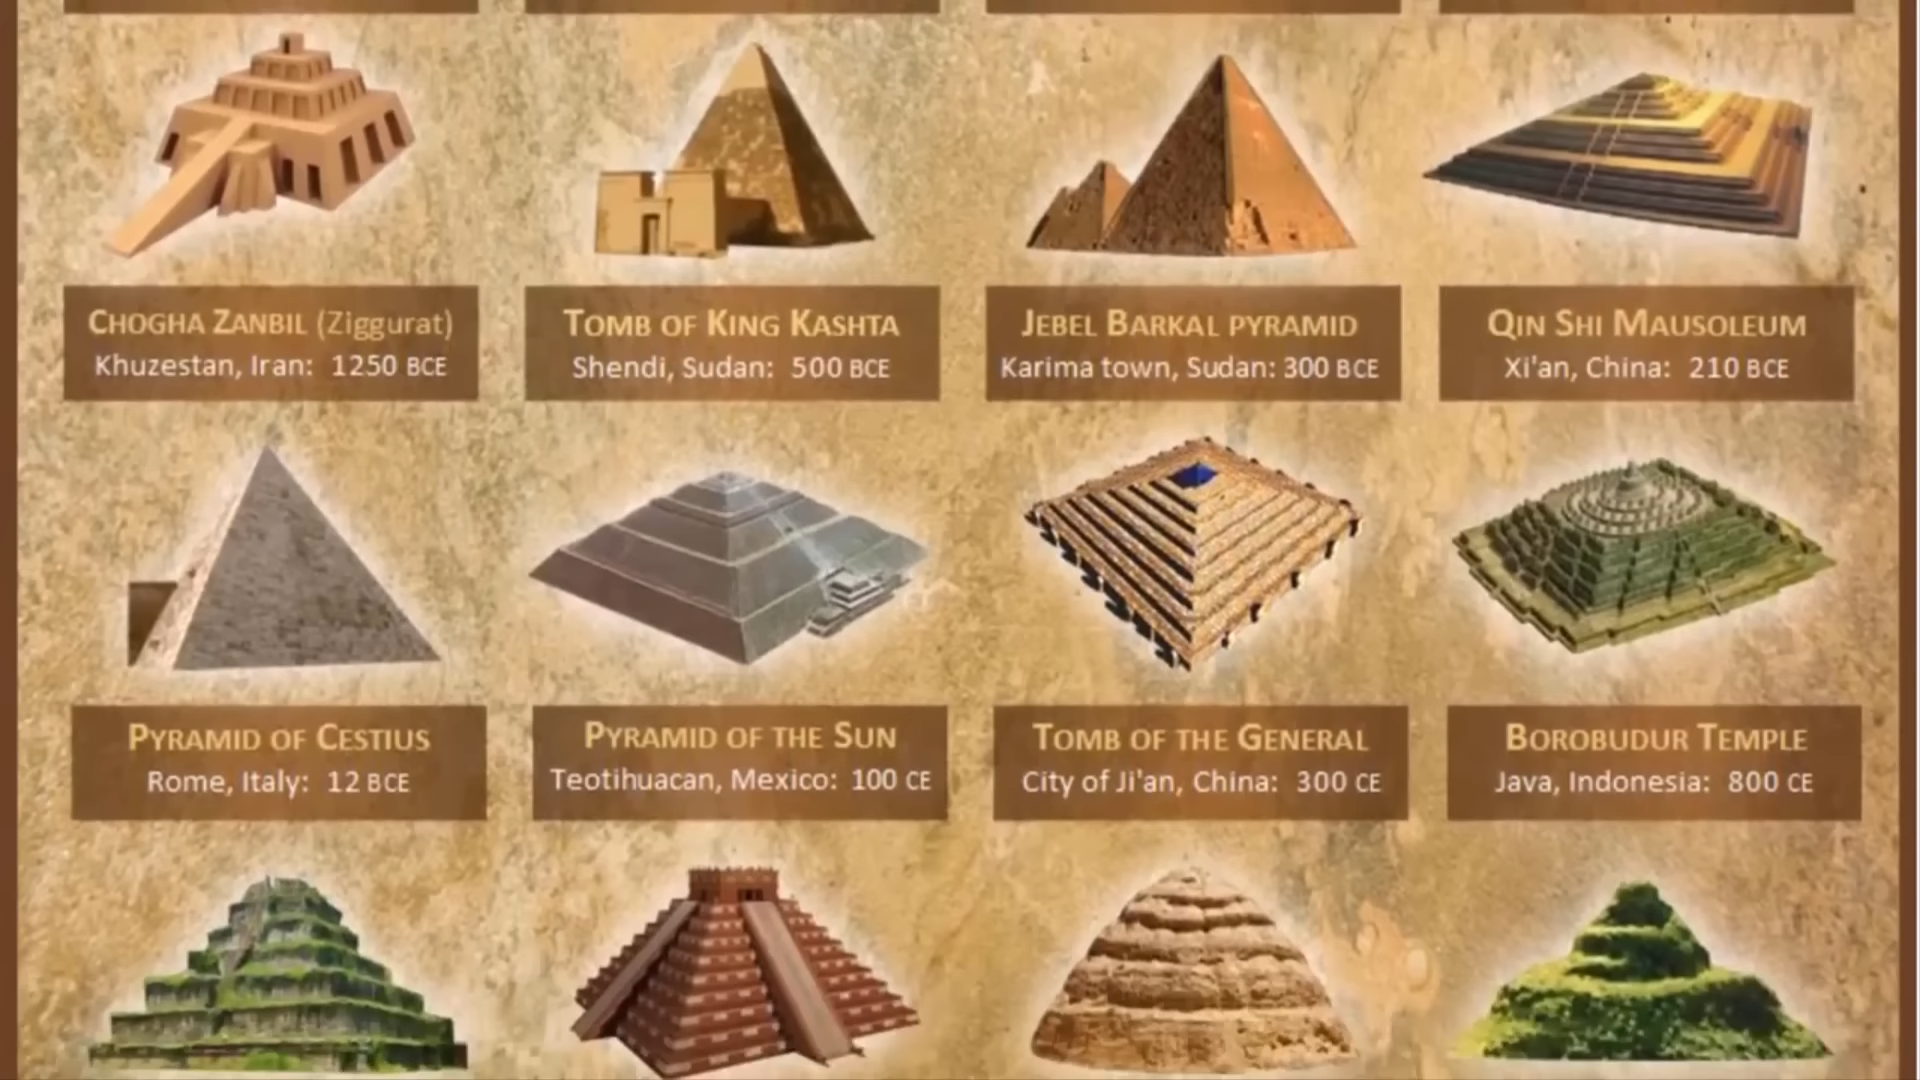 CHOGHA ZANBIL (Ziggurat)
Khuzestan, Iran: 1250 BCE
TOMB OF KING KASHTA
Shendi, Sudan: 500 BCE
JEBEL BARKAL PYRAMID
Karima town, Sudan: 300 BCE
QIN SHI MAUSOLEUM
Xi'an, China: 210 BCE
PYRAMID OF CESTIUS
Rome, Italy: 12 BCE
PYRAMID OF THE SUN
Teotihuacan, Mexico: 100 CE
TOMB OF THE GENERAL
City of Ji'an, China: 300 CE
BOROBUDUR TEMPLE
Java, Indonesia: 800 CE